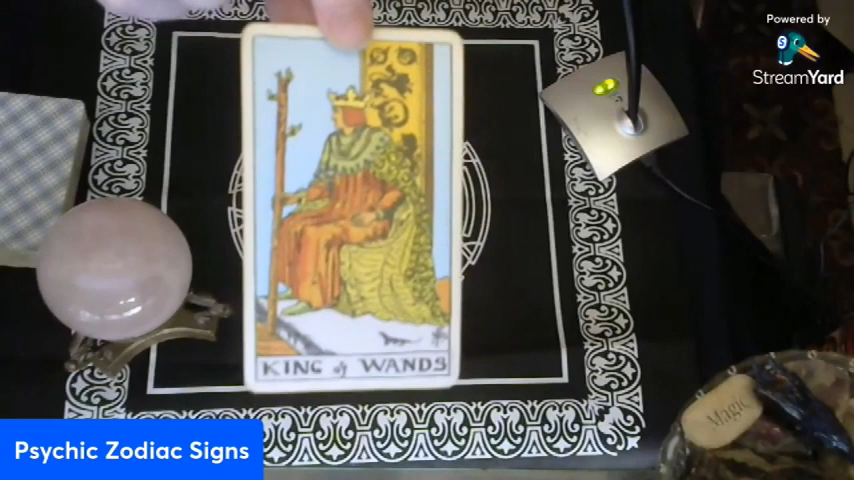 Powered by
StreamYard
KING of WANDS
Magic
Psychic Zodiac Signs